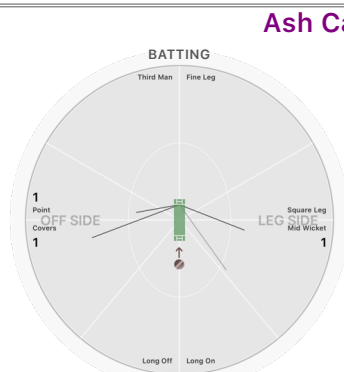 Ash Ca
BATTING
Third Man Fine Leg
1
Point Square Leg
OFF SIDE LEG SIDE
Covers Mid Wicket
1 1
Long Off Long On